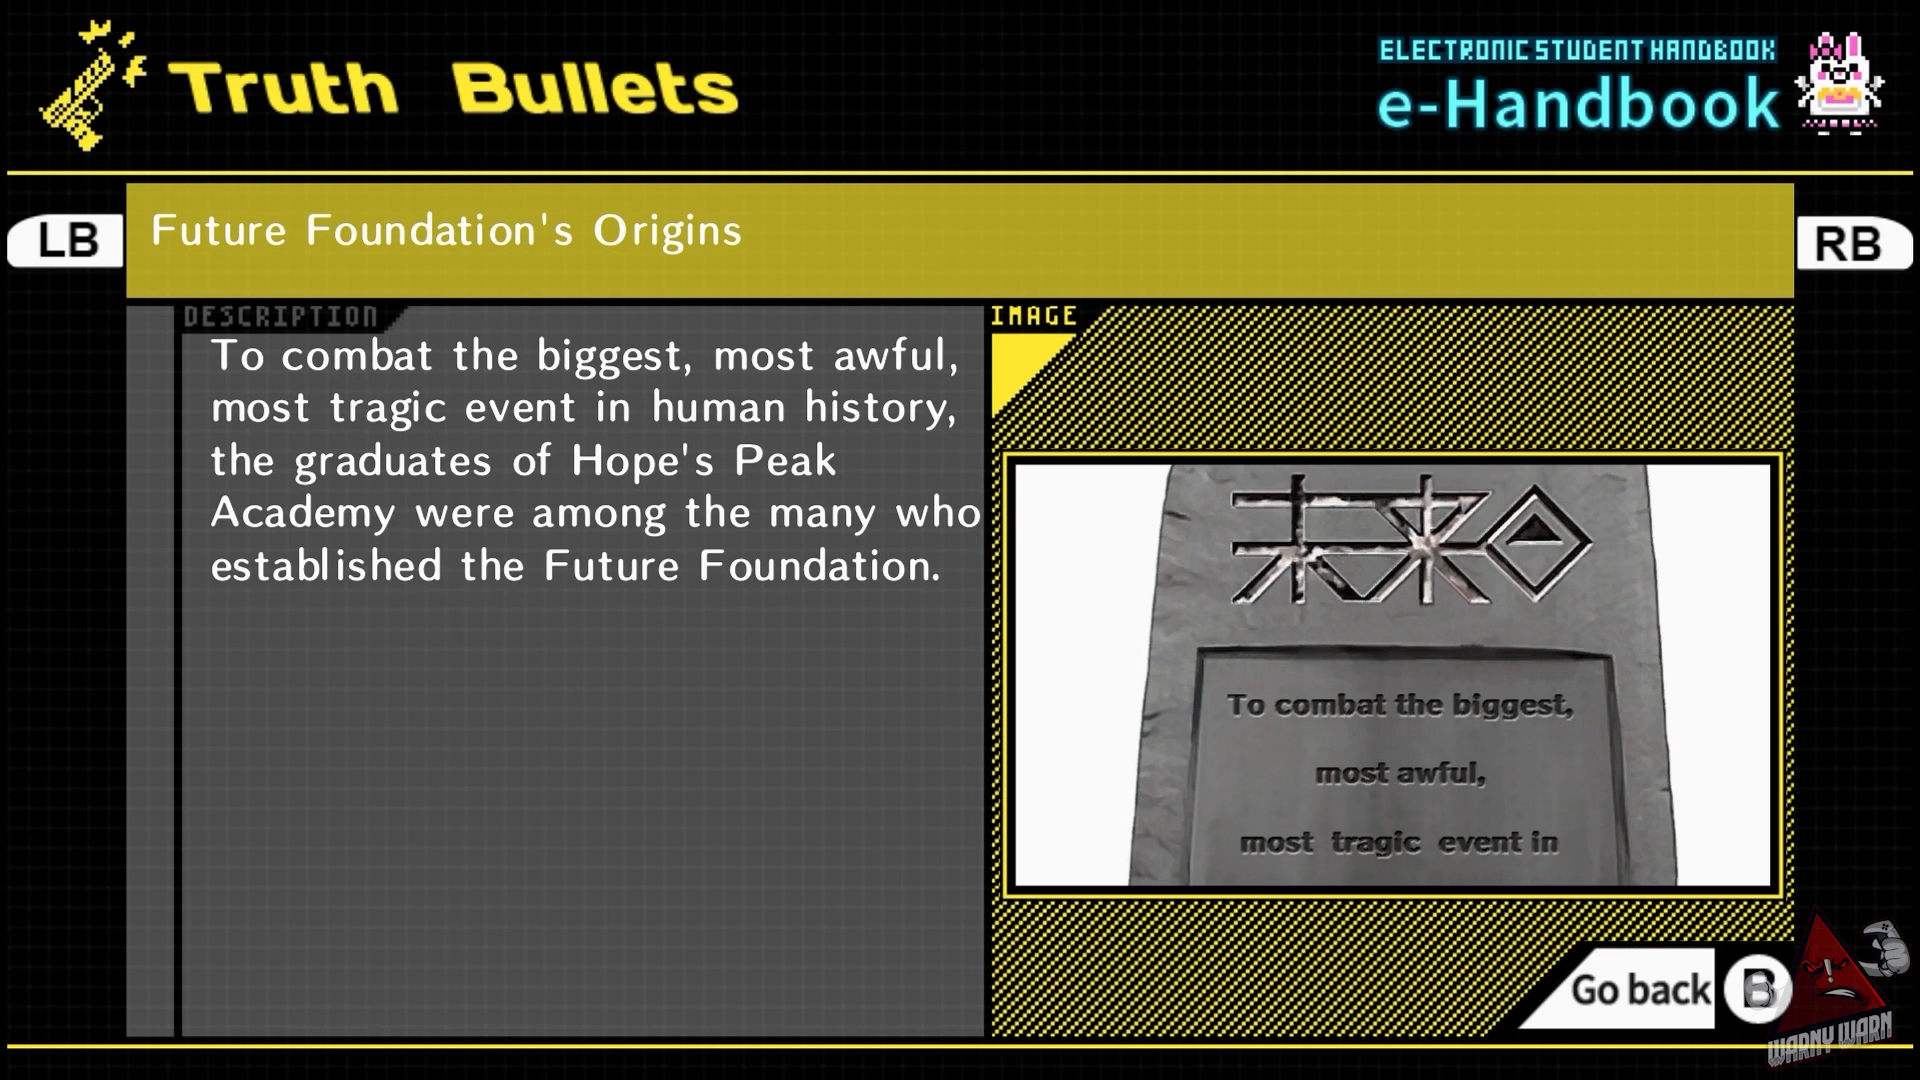 Truth Bullets
ELECTRONIC STUDENT HANDBOOK
e-Handbook
LB
Future Foundation's Origins
RB
DESCRIPTION
To combat the biggest, most awful,
most tragic event in human history,
the graduates of Hope's Peak
Academy were among the many who
established the Future Foundation.
IMAGE
未来
To combat the biggest,
most awful,
most tragic event in
Go back B
WARNY WARN